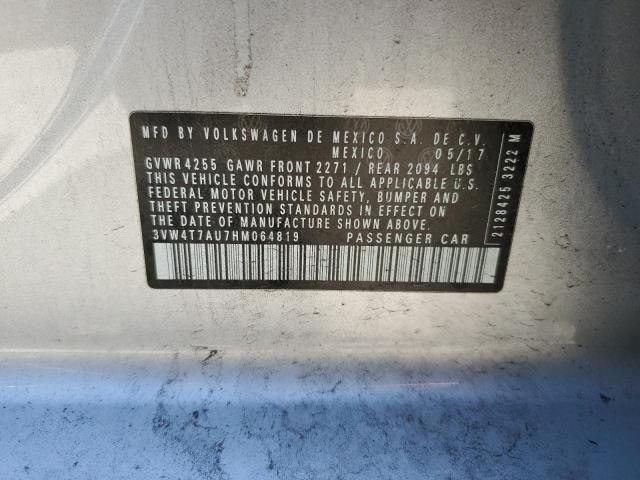 MFD BY VOLKSWAGEN DE MEXICO S.A. DE C.V.
MEXICO 05/17
GVWR 4255 GAWR FRONT 2271 / REAR 2094 LBS
THIS VEHICLE CONFORMS TO ALL APPLICABLE U.S.
FEDERAL MOTOR VEHICLE SAFETY, BUMPER AND
THEFT PREVENTION STANDARDS IN EFFECT ON
THE DATE OF MANUFACTURE SHOWN ABOVE.
3VW4T7AU7HM064819 PASSENGER CAR
2128425 3222 M